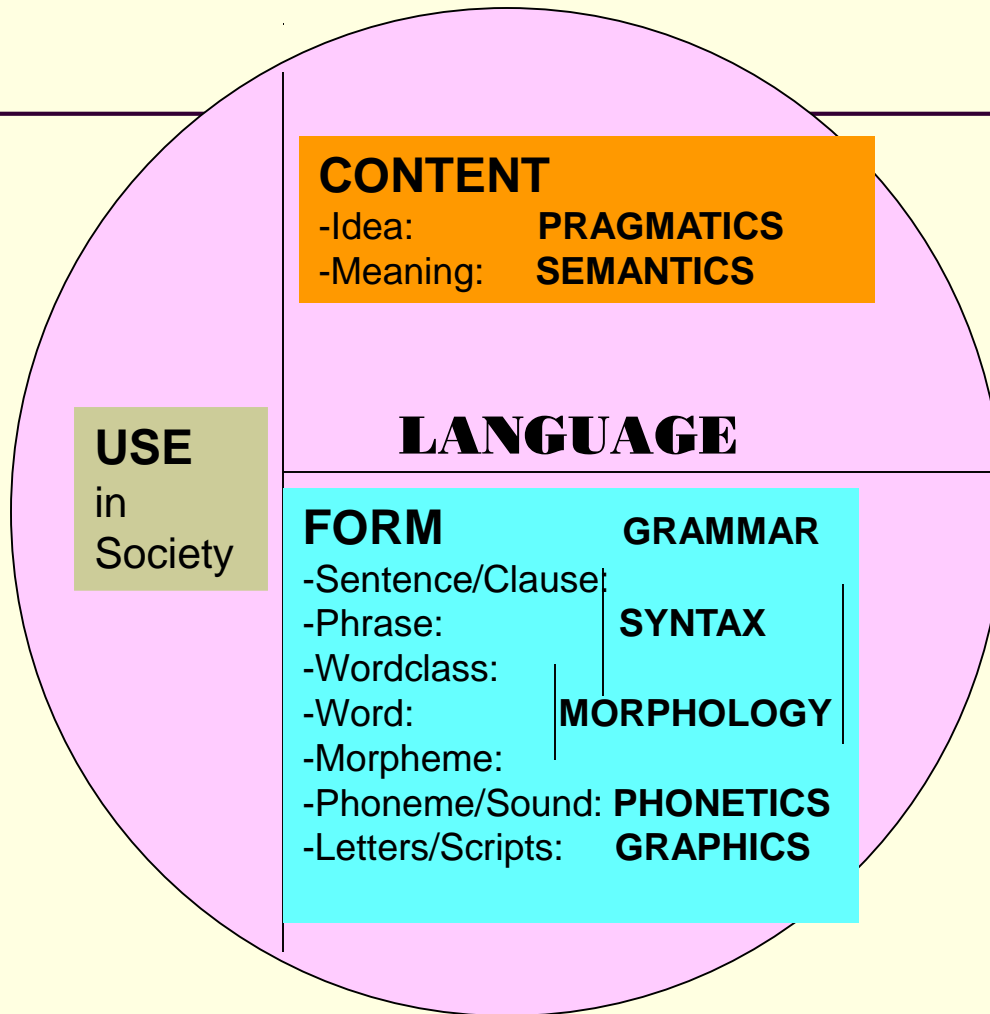 CONTENT
-Idea: PRAGMATICS
-Meaning: SEMANTICS
LANGUAGE
USE
in
Society
FORM GRAMMAR
-Sentence/Clause:
-Phrase: SYNTAX
-Wordclass:
-Word: MORPHOLOGY
-Morpheme:
-Phoneme/Sound: PHONETICS
-Letters/Scripts: GRAPHICS